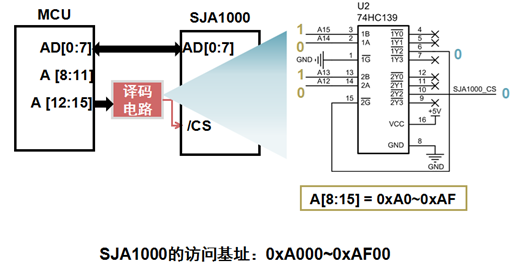 MCU
SJA1000
AD[0:7]
AD[0:7]
A [8:11]
A [12:15]
译码
电路
/CS
U2
74HC139
1
A15
3
1B
1Y0
4
0
A14
2
1A
1Y1
5
1Y2
6
0
GND
1
1G
1Y3
7
1
A13
13
2B
2Y0
12
0
A12
14
2A
2Y1
11
2Y2
10
SJA1000_CS
0
15
2G
2Y3
9
+5V
VCC
16
GND
8
GND
A[8:15] = 0xA0~0xAF
SJA1000的访问基址：0xA000~0xAF00